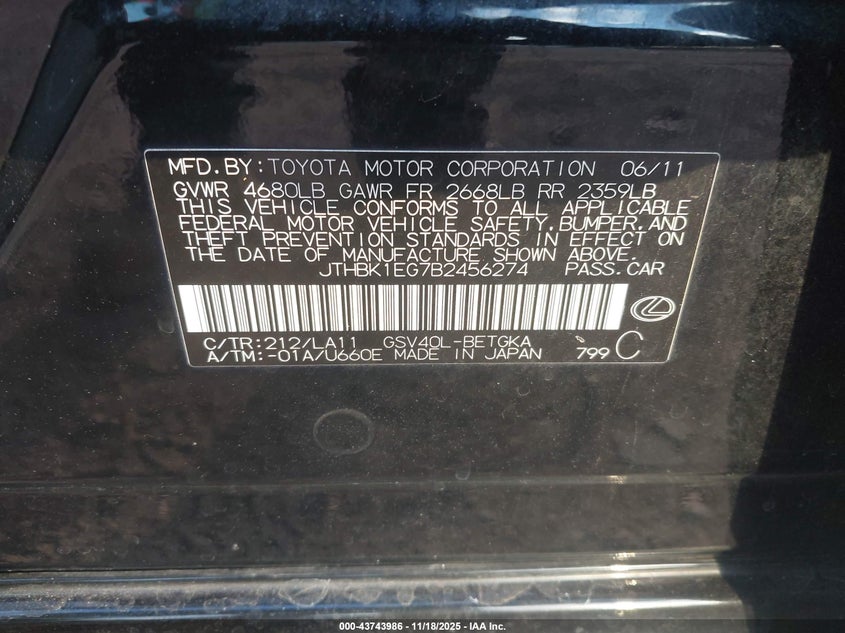 MFD.BY:TOYOTA MOTOR CORPORATION 06/11
GVWR 4680LB GAWR FR 2668LB RR 2359LB
THIS VEHICLE CONFORMS TO ALL APPLICABLE
FEDERAL MOTOR VEHICLE SAFETY,BUMPER,AND
THEFT PREVENTION STANDARDS IN EFFECT ON
THE DATE OF MANUFACTURE SHOWN ABOVE.
JTHBK1EG7B2456274 PASS.CAR
C/TR:212/LA11 GSV40L-BETGKA
A/TM:-01A/U660E MADE IN JAPAN 799 C
000-43743986 - 11/18/2025 - IAA Inc.